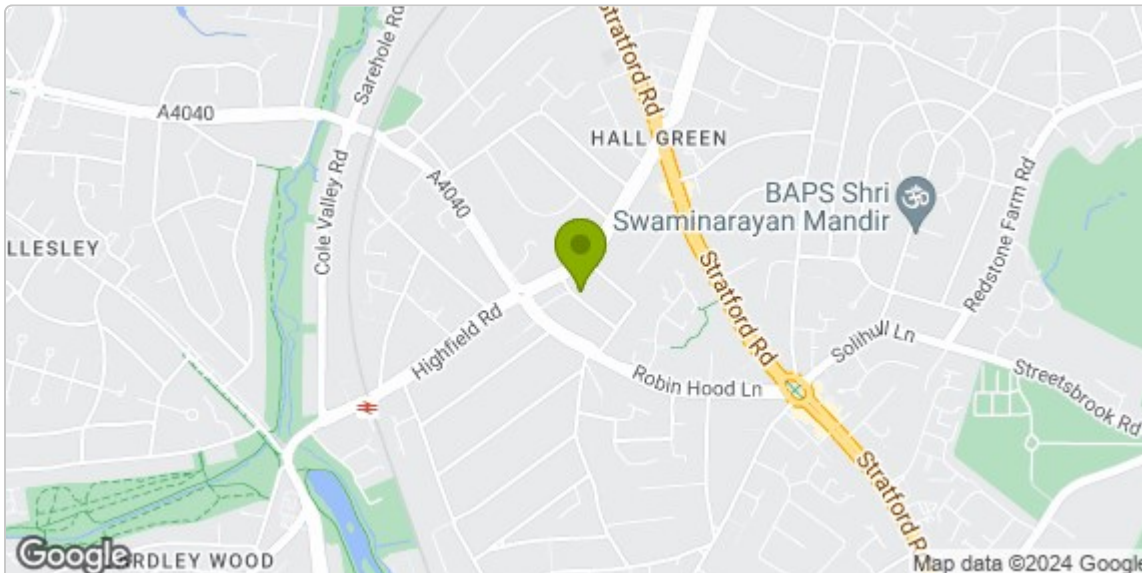 Stratford Rd
Sarehole Rd
A4040
HALL GREEN
Cole Valley Rd
A4040
BAPS Shri
Swaminarayan Mandir
Redstone Farm Rd
LLESLEY
Highfield Rd
Stratford Rd
Solihull Ln
Robin Hood Ln
Streetsbrook Rd
Stratford R
Google
RDLEY WOOD
Map data ©2024 Google